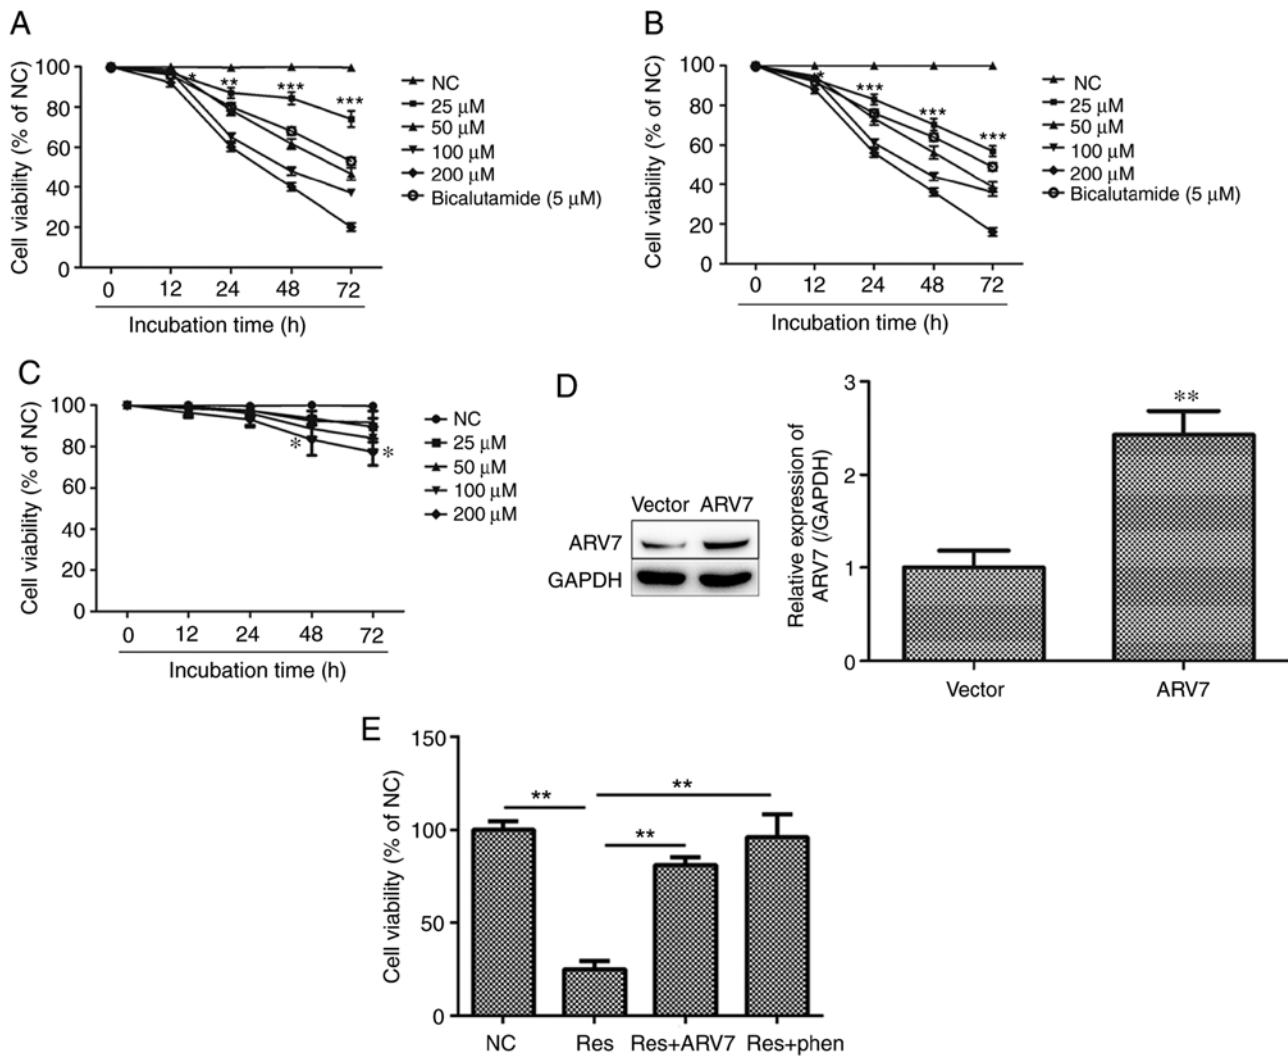 A
Cell viability (% of NC)
100
80
60
40
20
0
* ** *** ***
0 12 24 48 72
Incubation time (h)
NC
25 μM
50 μM
100 μM
200 μM
Bicalutamide (5 μM)
B
Cell viability (% of NC)
100
80
60
40
20
0
* *** *** ***
0 12 24 48 72
Incubation time (h)
NC
25 μM
50 μM
100 μM
200 μM
Bicalutamide (5 μM)
C
Cell viability (% of NC)
100
80
60
40
20
0
* *
0 12 24 48 72
Incubation time (h)
NC
25 μM
50 μM
100 μM
200 μM
D
Vector ARV7
ARV7
GAPDH
Relative expression of
ARV7 (/GAPDH)
3
2
1
0
**
Vector ARV7
E
Cell viability (% of NC)
150
100
50
0
** ** **
NC Res Res+ARV7 Res+phen